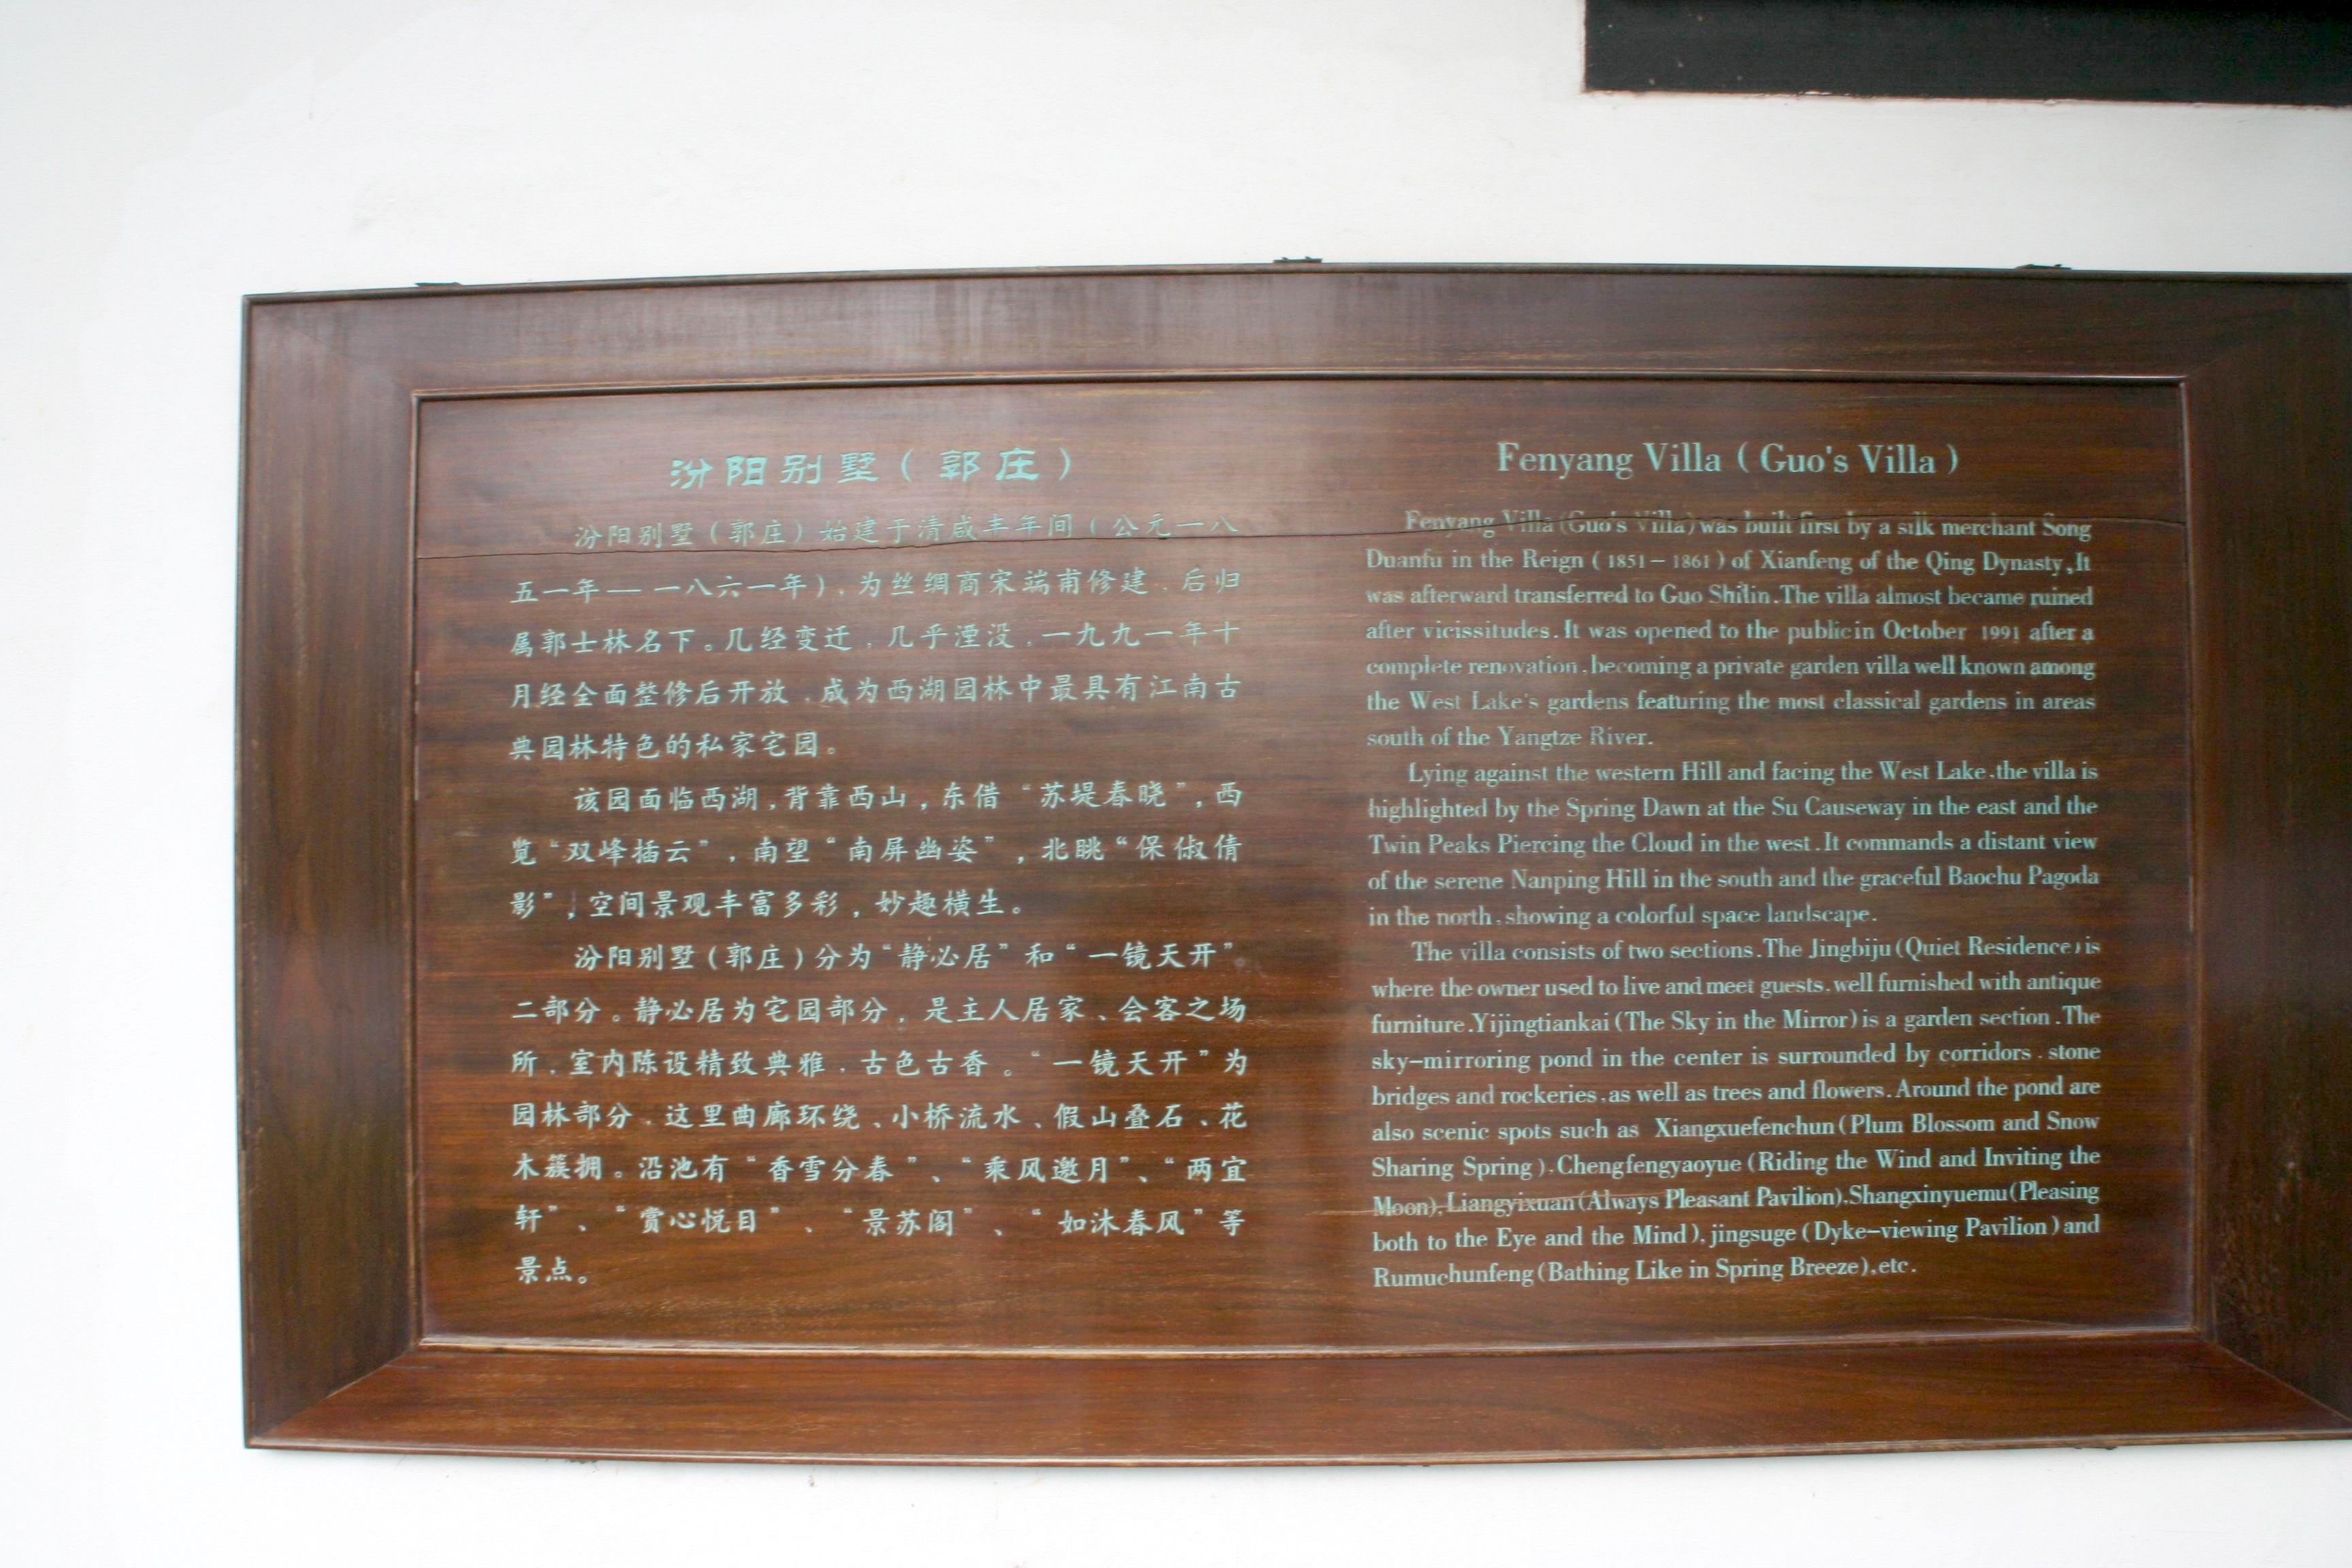 汾阳别墅（郭庄）
汾阳别墅（郭庄）始建于清咸丰年间（公元一八
五一年——一八六一年），为丝绸商宋端甫修建，后归
属郭士林名下。几经变迁，几乎湮没，一九九一年十
月经全面整修后开放，成为西湖园林中最具有江南古
典园林特色的私家宅园。
该园面临西湖，背靠西山，东借“苏堤春晓”，西
览“双峰插云”，南望“南屏幽姿”，北眺“保俶倩
影”，空间景观丰富多彩，妙趣横生。
汾阳别墅（郭庄）分为“静必居”和“一镜天开”
二部分。静必居为宅园部分，是主人居家、会客之场
所，室内陈设精致典雅，古色古香。“一镜天开”为
园林部分，这里曲廊环绕、小桥流水、假山叠石、花
木簇拥。沿池有“香雪分春”、“乘风邀月”、“两宜
轩”、“赏心悦目”、“景苏阁”、“如沐春风”等
景点。
Fenyang Villa (Guo's Villa)
Fenyang Villa (Guo's Villa) was built first by a silk merchant Song
Duanfu in the Reign (1851-1861) of Xianfeng of the Qing Dynasty. It
was afterward transferred to Guo Shilin. The villa almost became ruined
after vicissitudes. It was opened to the public in October 1991 after a
complete renovation, becoming a private garden villa well known among
the West Lake's gardens featuring the most classical gardens in areas
south of the Yangtze River.
Lying against the western Hill and facing the West Lake, the villa is
highlighted by the Spring Dawn at the Su Causeway in the east and the
Twin Peaks Piercing the Cloud in the west. It commands a distant view
of the serene Nanping Hill in the south and the graceful Baochu Pagoda
in the north, showing a colorful space landscape.
The villa consists of two sections. The Jingbiju (Quiet Residence) is
where the owner used to live and meet guests, well furnished with antique
furniture. Yijingtiankai (The Sky in the Mirror) is a garden section. The
sky-mirroring pond in the center is surrounded by corridors, stone
bridges and rockeries, as well as trees and flowers. Around the pond are
also scenic spots such as Xiangxuefenchun (Plum Blossom and Snow
Sharing Spring), Chengfengyaoyue (Riding the Wind and Inviting the
Moon), Liangyixuan (Always Pleasant Pavilion), Shangxinyuemu (Pleasing
both to the Eye and the Mind), jingsuge (Dyke-viewing Pavilion) and
Rumuchunfeng (Bathing Like in Spring Breeze), etc.